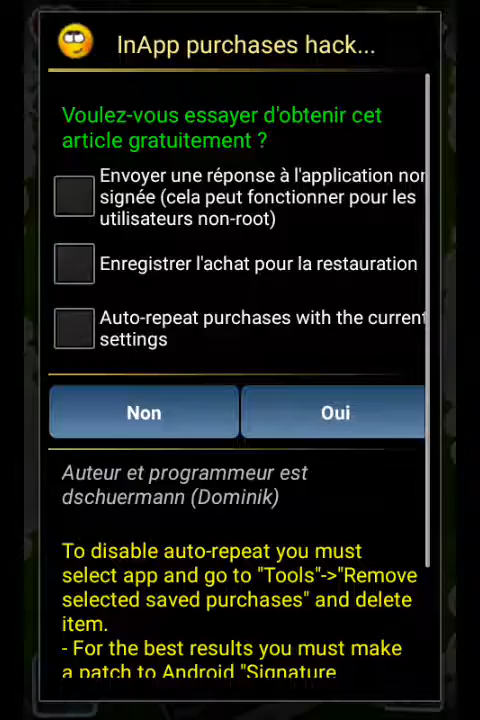 InApp purchases hack...
Voulez-vous essayer d'obtenir cet
article gratuitement ?
Envoyer une réponse à l'application non
signée (cela peut fonctionner pour les
utilisateurs non-root)
Enregistrer l'achat pour la restauration
Auto-repeat purchases with the current
settings
Non
Oui
Auteur et programmeur est
dschuermann (Dominik)
To disable auto-repeat you must
select app and go to "Tools"->"Remove
selected saved purchases" and delete
item.
- For the best results you must make
a patch to Android "Signature